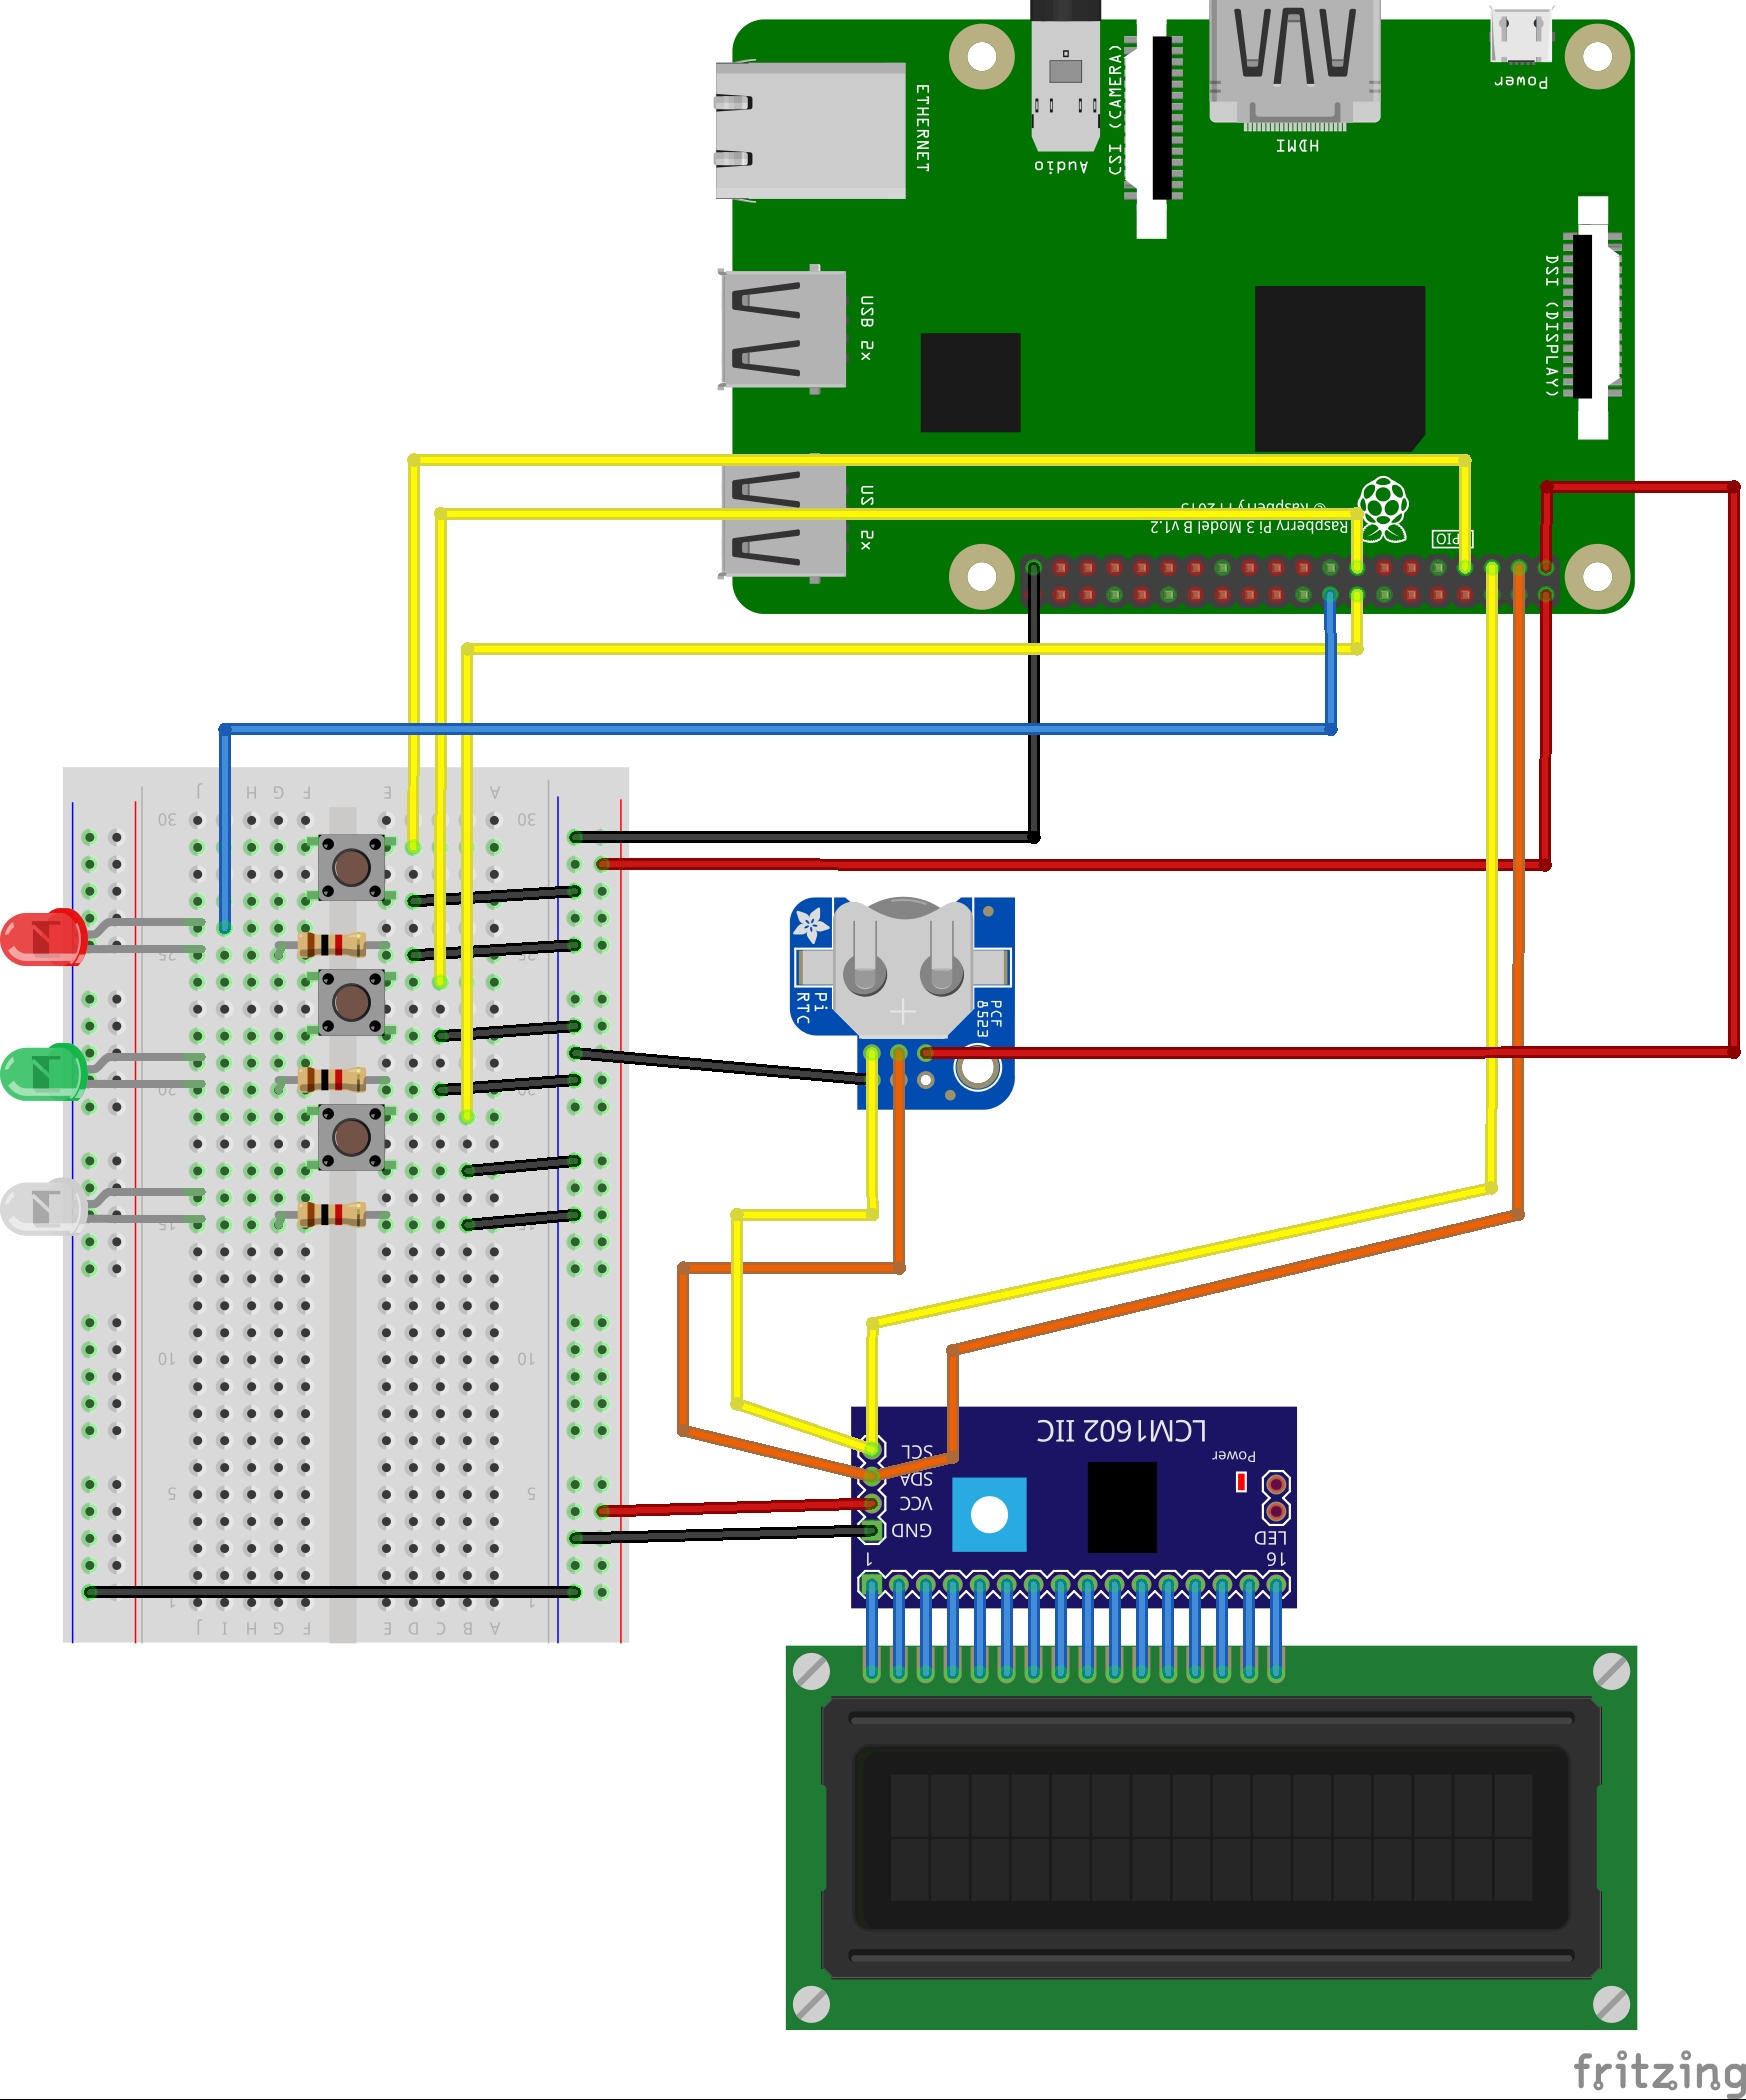 Power
ETHERNET
Audio
CSI (CAMERA)
HDMI
DSI (DISPLAY)
USB 2x
USB 2x
© Raspberry Pi 2015
Raspberry Pi 3 Model B v1.2
GPIO
J H G F E A
30 30
25
20 20
15 15
10 10
5 5
1 1
J I H G F E D C B A
Pi
RTC
PCF
8523
LCM1602 IIC
SCL
SDA
VCC
GND
Power
LED
1 16
fritzing